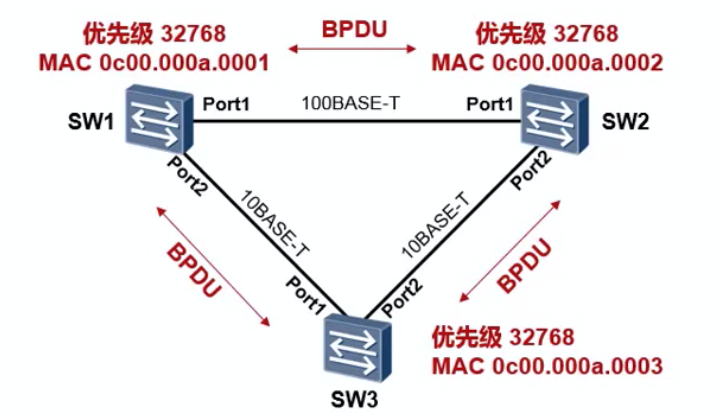 优先级 32768
MAC 0c00.000a.0001
BPDU
优先级 32768
MAC 0c00.000a.0002
SW1
Port1
100BASE-T
Port1
SW2
Port2
Port2
10BASE-T
10BASE-T
BPDU
BPDU
Port1
Port2
优先级 32768
MAC 0c00.000a.0003
SW3